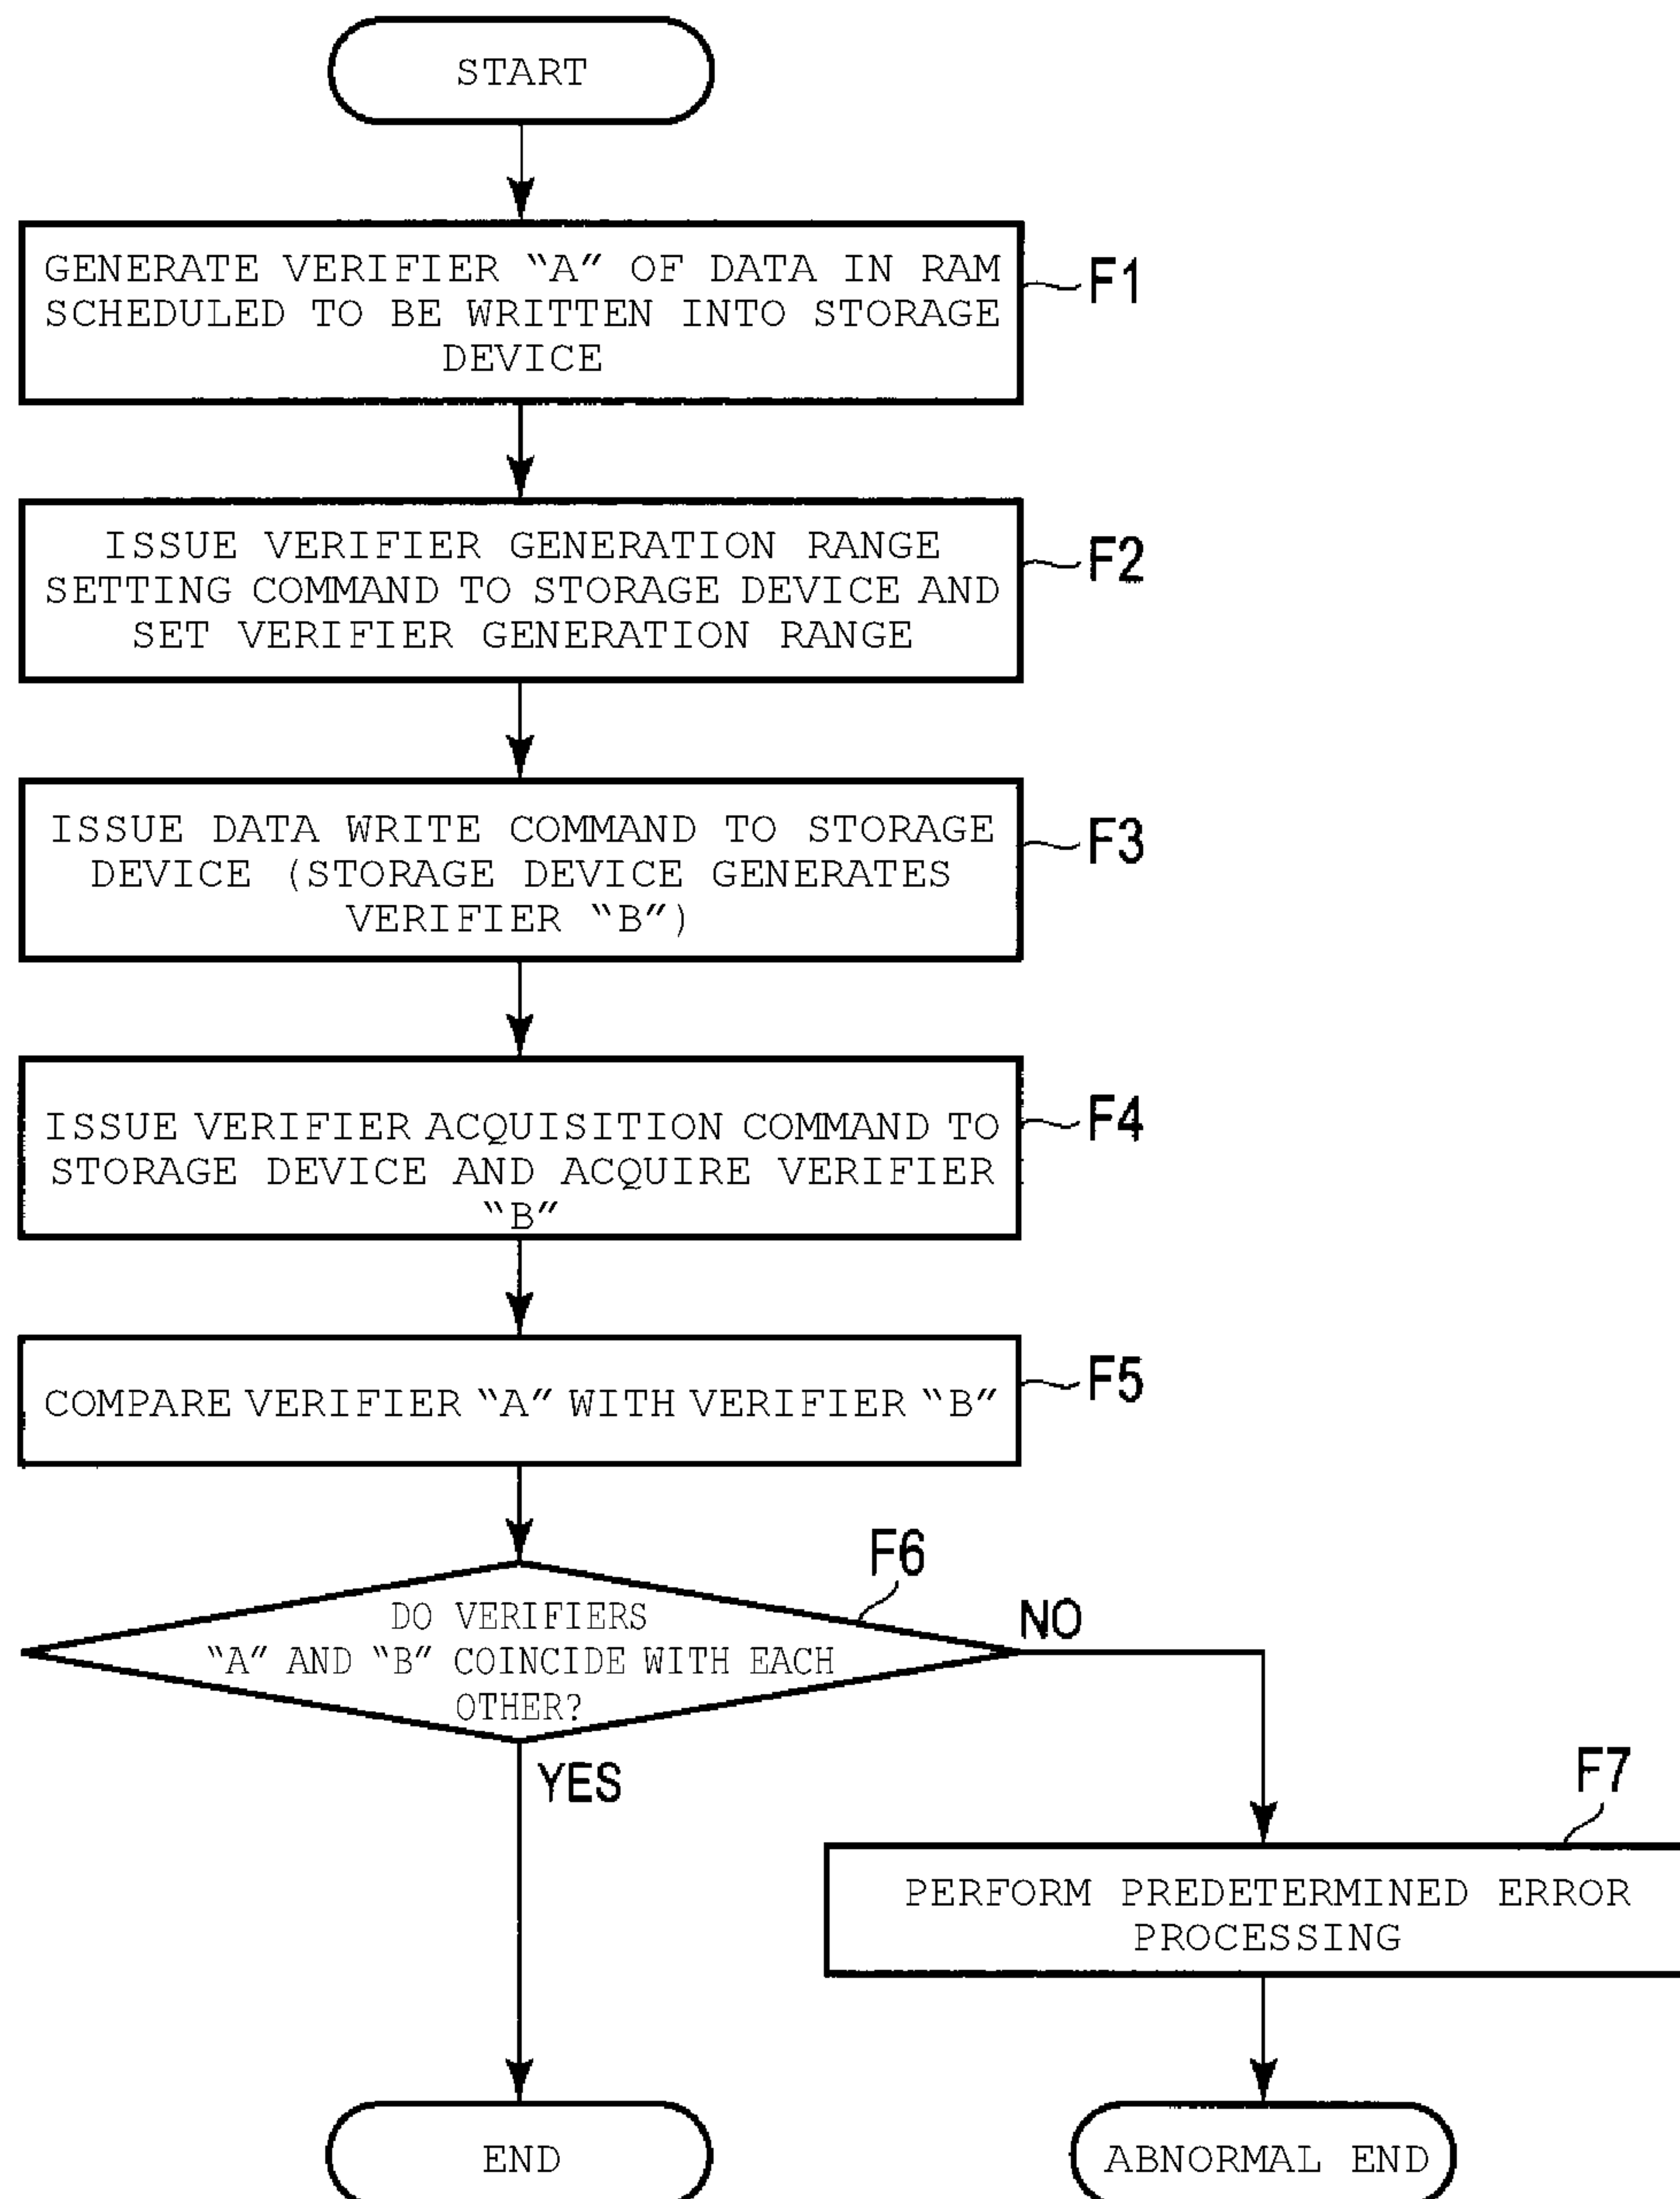 START
GENERATE VERIFIER “A” OF DATA IN RAM
SCHEDULED TO BE WRITTEN INTO STORAGE
DEVICE
F1
ISSUE VERIFIER GENERATION RANGE
SETTING COMMAND TO STORAGE DEVICE AND
SET VERIFIER GENERATION RANGE
F2
ISSUE DATA WRITE COMMAND TO STORAGE
DEVICE (STORAGE DEVICE GENERATES
VERIFIER “B”)
F3
ISSUE VERIFIER ACQUISITION COMMAND TO
STORAGE DEVICE AND ACQUIRE VERIFIER
“B”
F4
COMPARE VERIFIER “A” WITH VERIFIER “B”
F5
F6
DO VERIFIERS
“A” AND “B” COINCIDE WITH EACH
OTHER?
NO
YES
F7
PERFORM PREDETERMINED ERROR
PROCESSING
END
ABNORMAL END